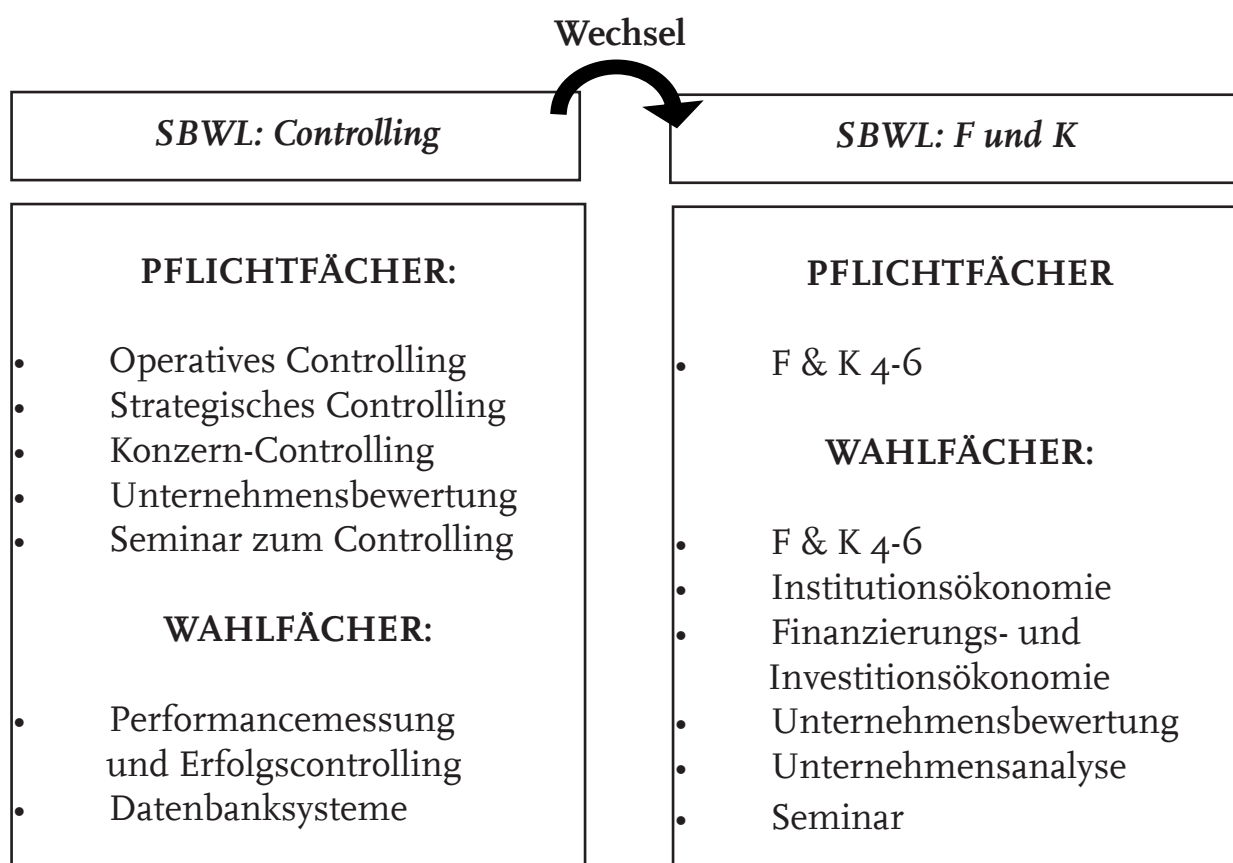 Wechsel
SBWL: Controlling
PFLICHTFÄCHER:
• Operatives Controlling
• Strategisches Controlling
• Konzern-Controlling
• Unternehmensbewertung
• Seminar zum Controlling
WAHLFÄCHER:
• Performancemessung
und Erfolgscontrolling
• Datenbanksysteme
SBWL: F und K
PFLICHTFÄCHER
• F & K 4-6
WAHLFÄCHER:
• F & K 4-6
• Institutionsökonomie
• Finanzierungs- und
Investitionsökonomie
• Unternehmensbewertung
• Unternehmensanalyse
• Seminar